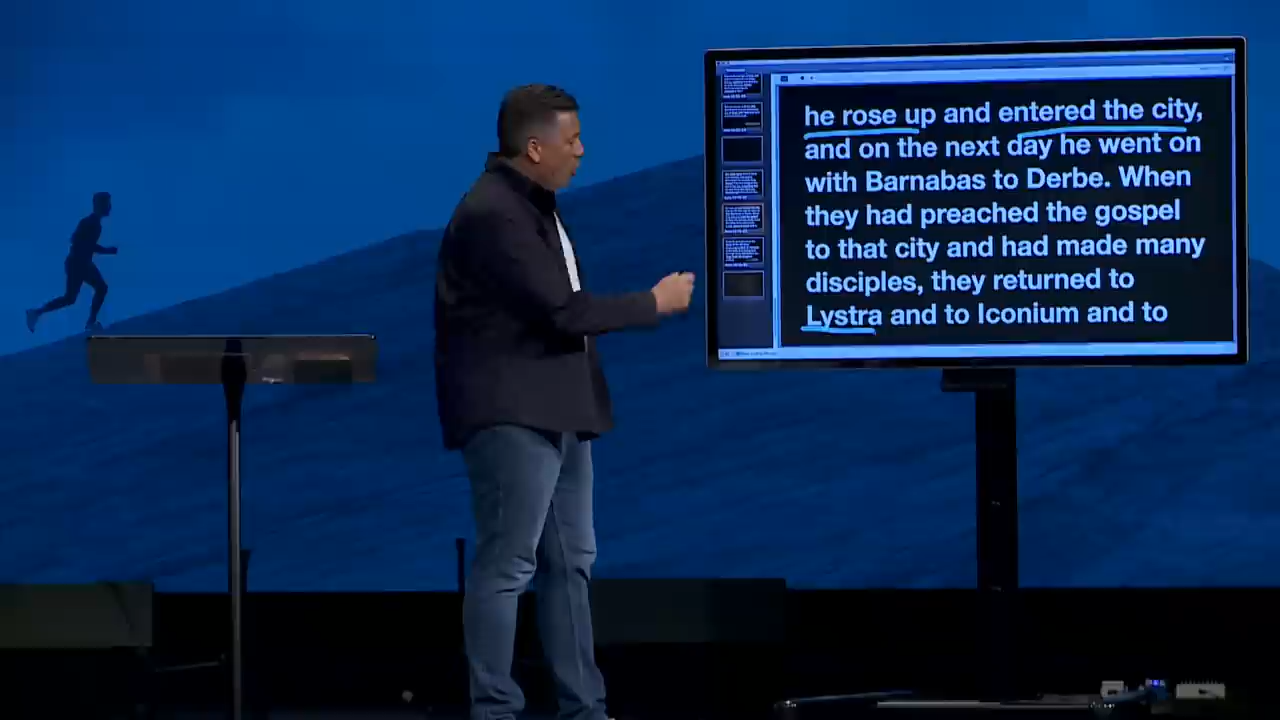 he rose up and entered the city,
and on the next day he went on
with Barnabas to Derbe. When
they had preached the gospel
to that city and had made many
disciples, they returned to
Lystra and to Iconium and to